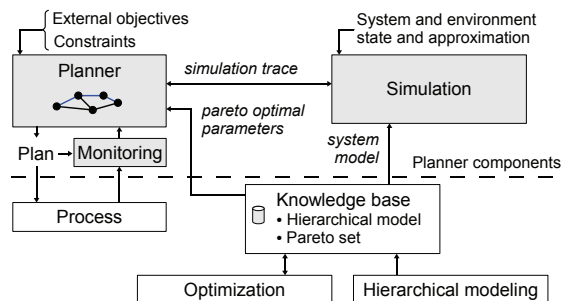 External objectives
Constraints
System and environment
state and approximation
Planner
simulation trace
Simulation
pareto optimal
parameters
system
model
Plan
Monitoring
Planner components
Process
Knowledge base
• Hierarchical model
• Pareto set
Optimization
Hierarchical modeling